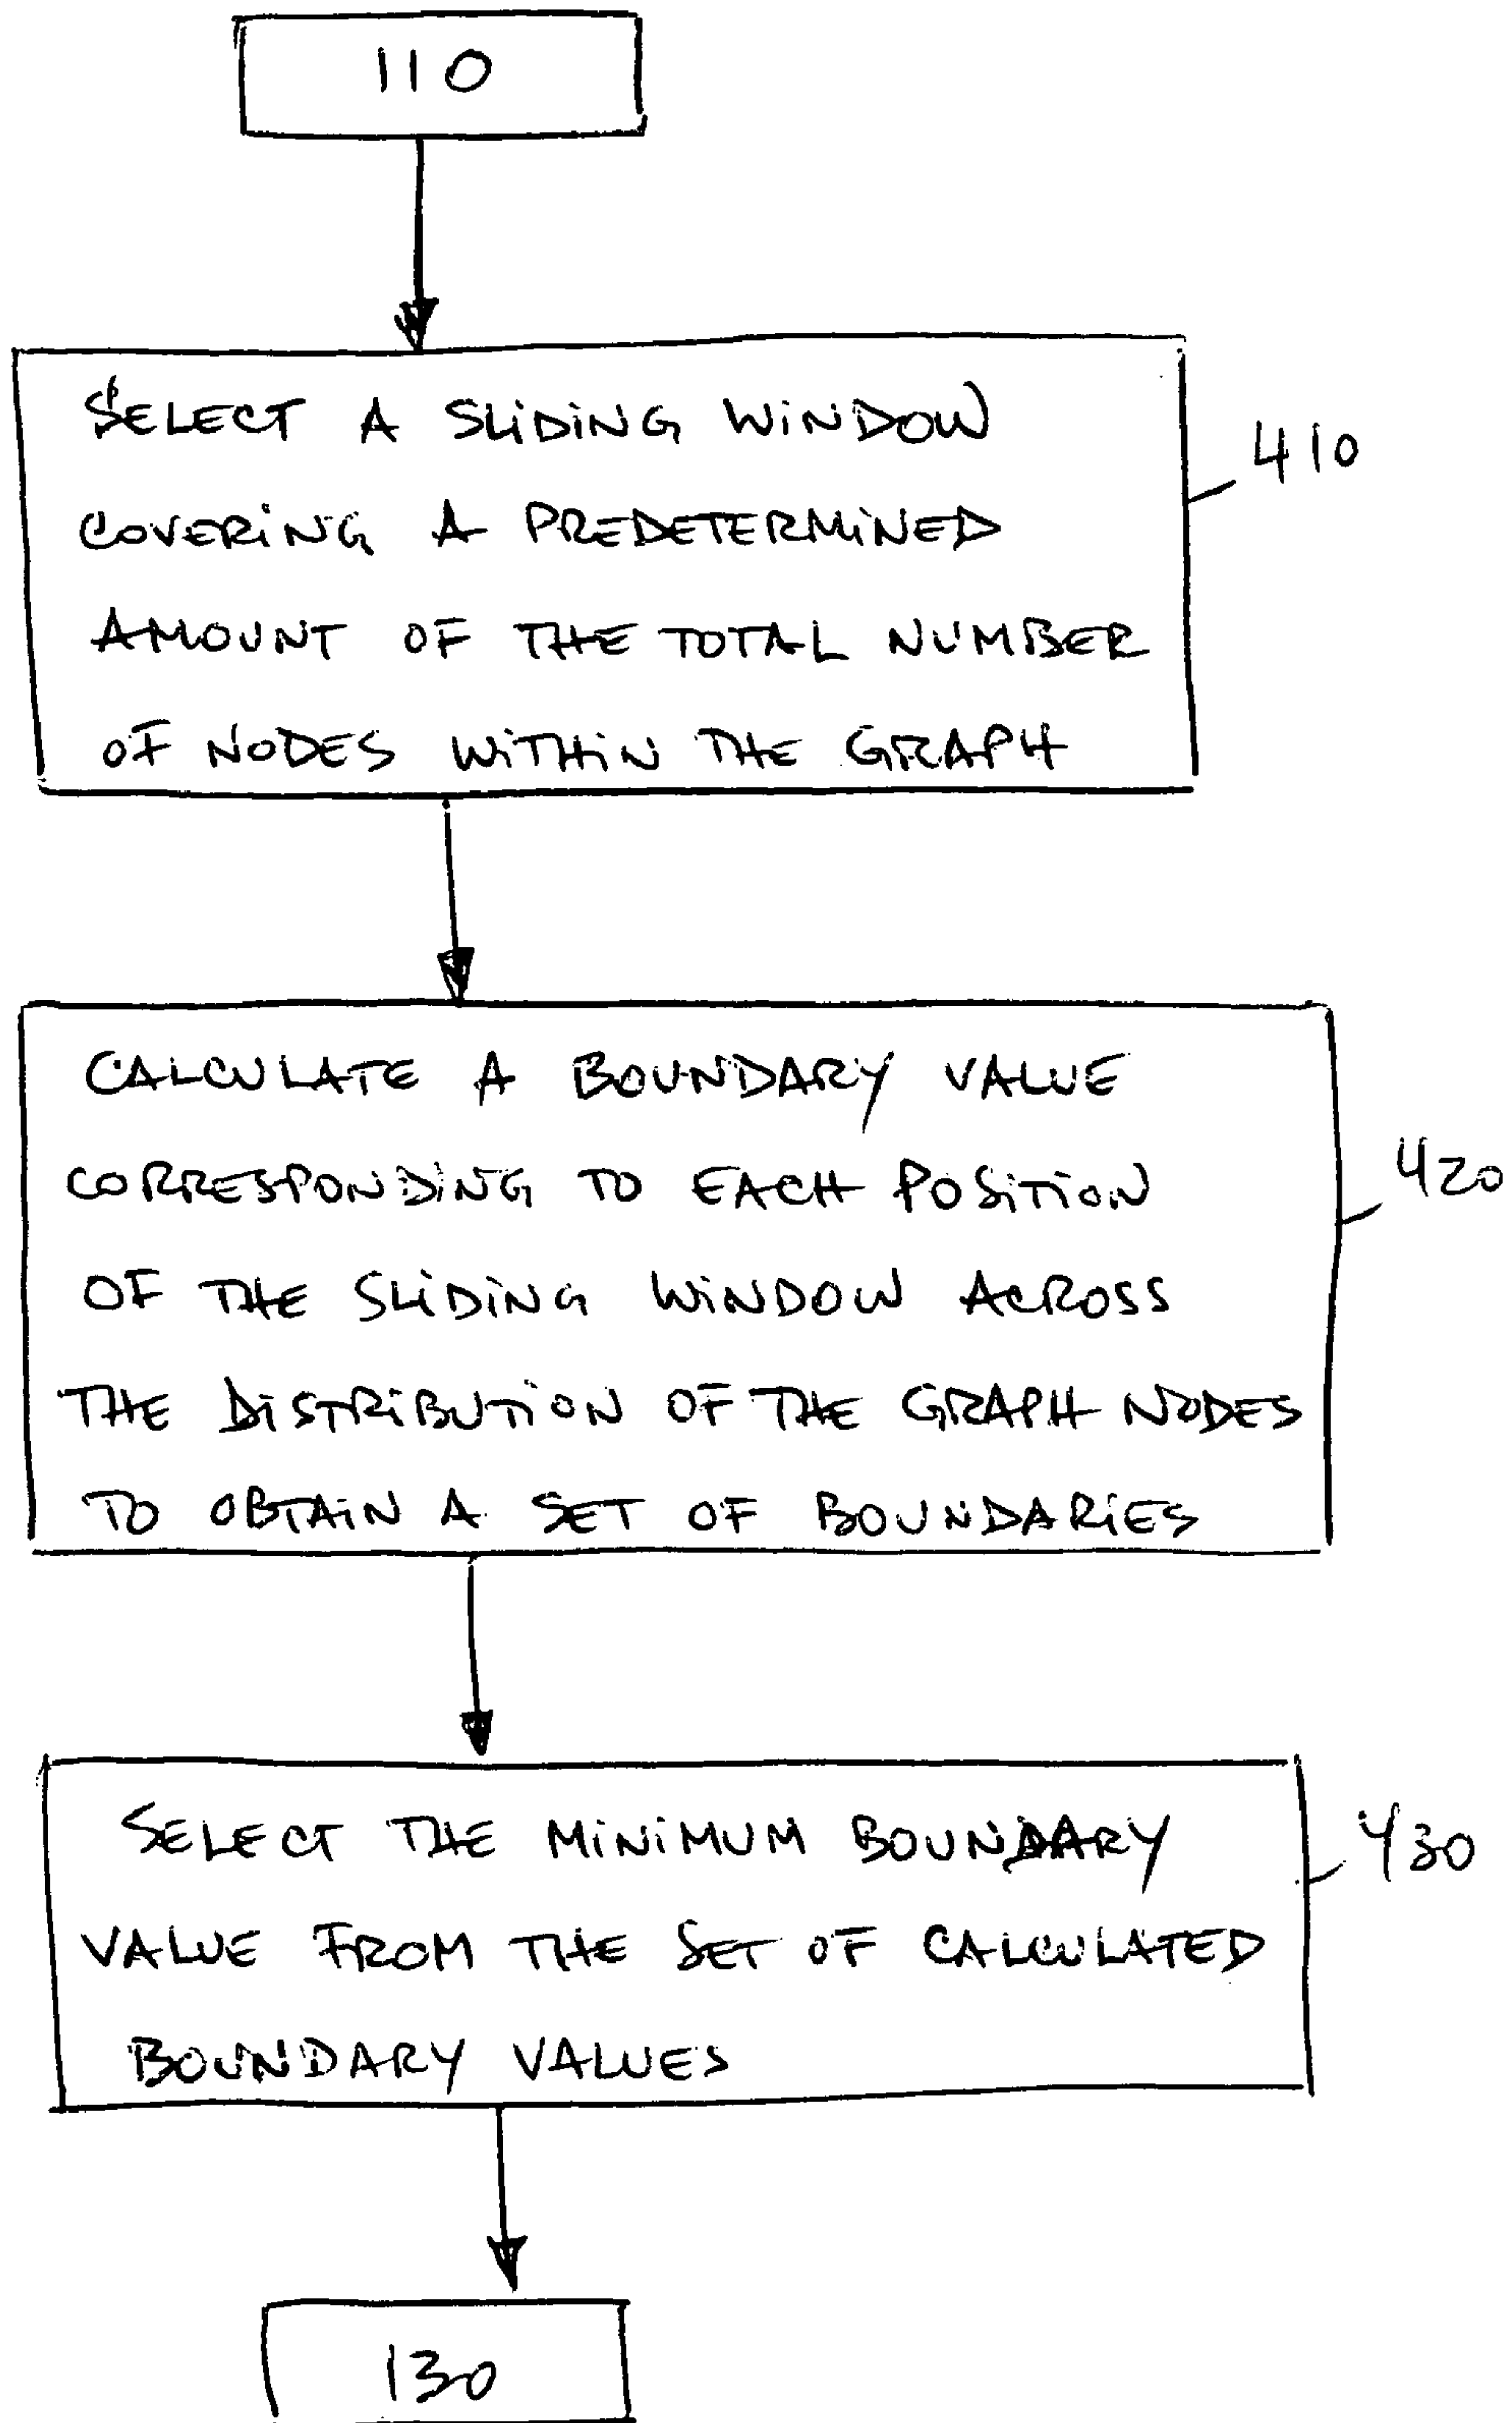 110
SELECT A SLIDING WINDOW
410
COVERING A PREDETERMINED
AMOUNT OF THE TOTAL NUMBER
OF NODES WITHIN THE GRAPH
CALCULATE A BOUNDARY VALUE
CORRESPONDING TO EACH POSITION
420
OF THE SLIDING WINDOW ACROSS
THE DISTRIBUTION OF THE GRAPH NODES
TO OBTAIN A SET OF BOUNDARIES
SELECT THE MINIMUM BOUNDARY
430
VALUE FROM THE SET OF CALCULATED
BOUNDARY VALUES
130